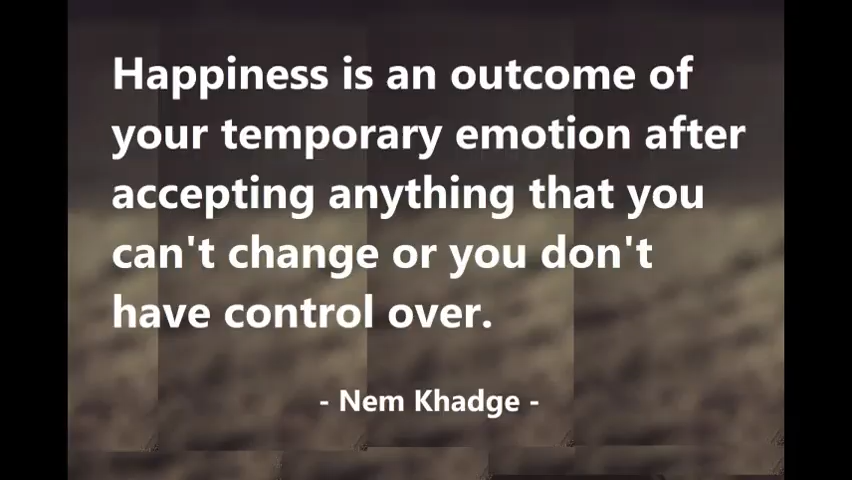 Happiness is an outcome of
your temporary emotion after
accepting anything that you
can't change or you don't
have control over.
- Nem Khadge -